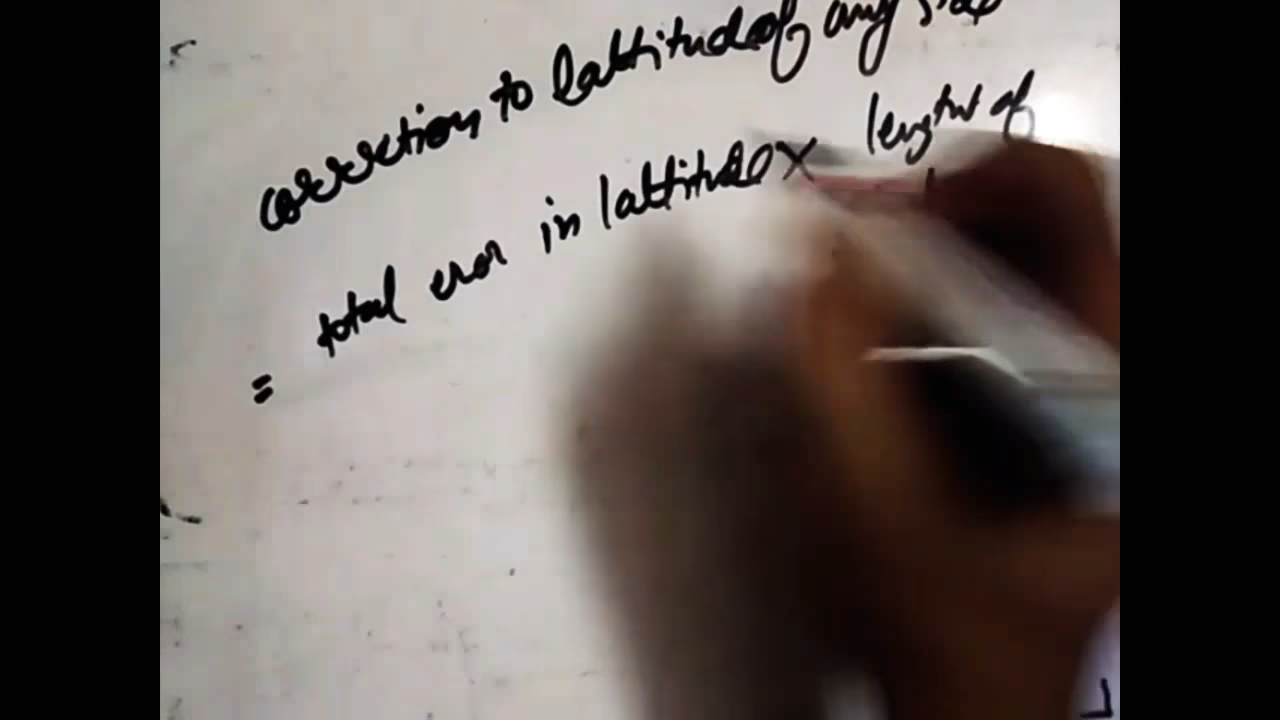 correction to lattitude of any side
= total error in lattitude X length of